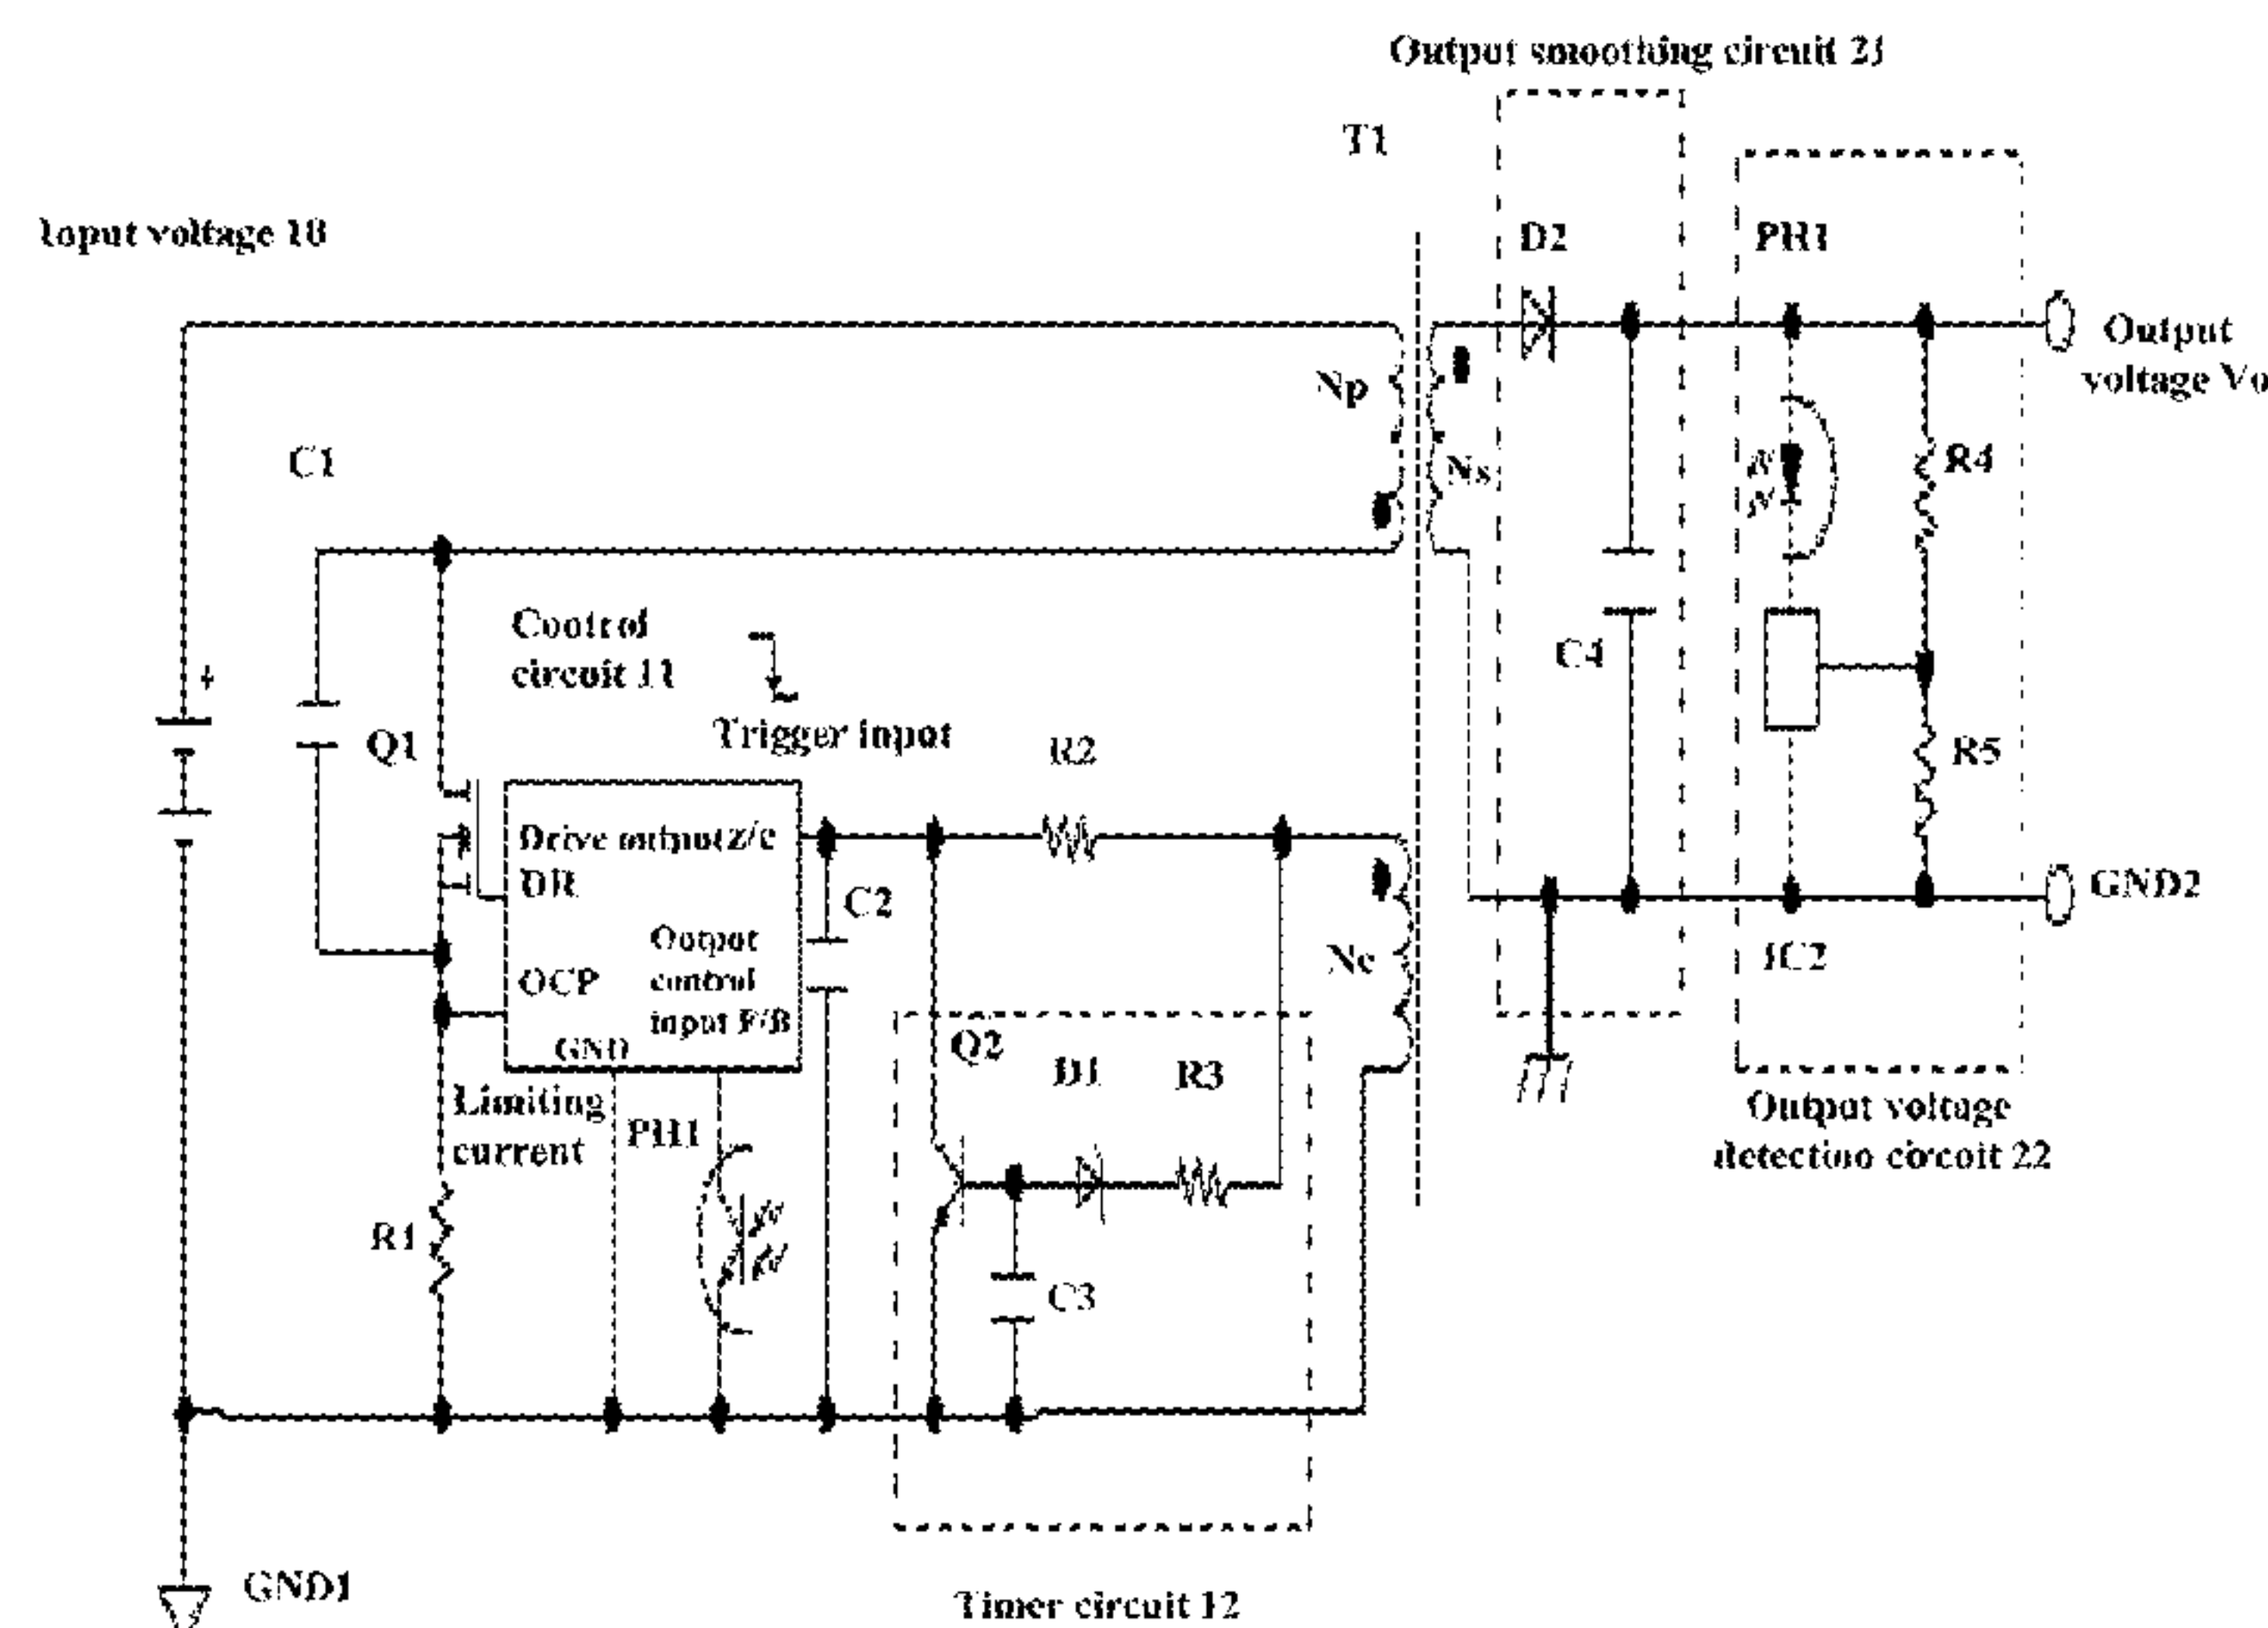 Output smoothing circuit 21
T1
Input voltage 10
D2
PH1
Output
voltage Vo
Np
Ns
R4
C1
Control
circuit 11
C4
Trigger input
Q1
R2
R5
Drive output z/c
DR
C2
GND2
Output
control
input F/B
OCP
GND
Nc
IC2
Q2
D1
R3
Limiting
current
PH1
Output voltage
detection circuit 22
R1
C3
GND1
Timer circuit 12